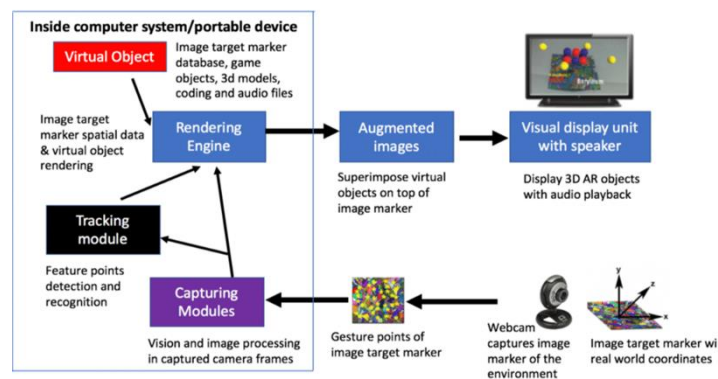 Inside computer system/portable device
Virtual Object
Image target marker
database, game
objects, 3d models,
coding and audio files
Image target
marker spatial data
& virtual object
rendering
Rendering
Engine
Augmented
images
Visual display unit
with speaker
Superimpose virtual
objects on top of
image marker
Display 3D AR objects
with audio playback
Tracking
module
Feature points
detection and
recognition
Capturing
Modules
Vision and image processing
in captured camera frames
Gesture points of
image target marker
Webcam
captures image
marker of the
environment
y
z
x
Image target marker wi
real world coordinates